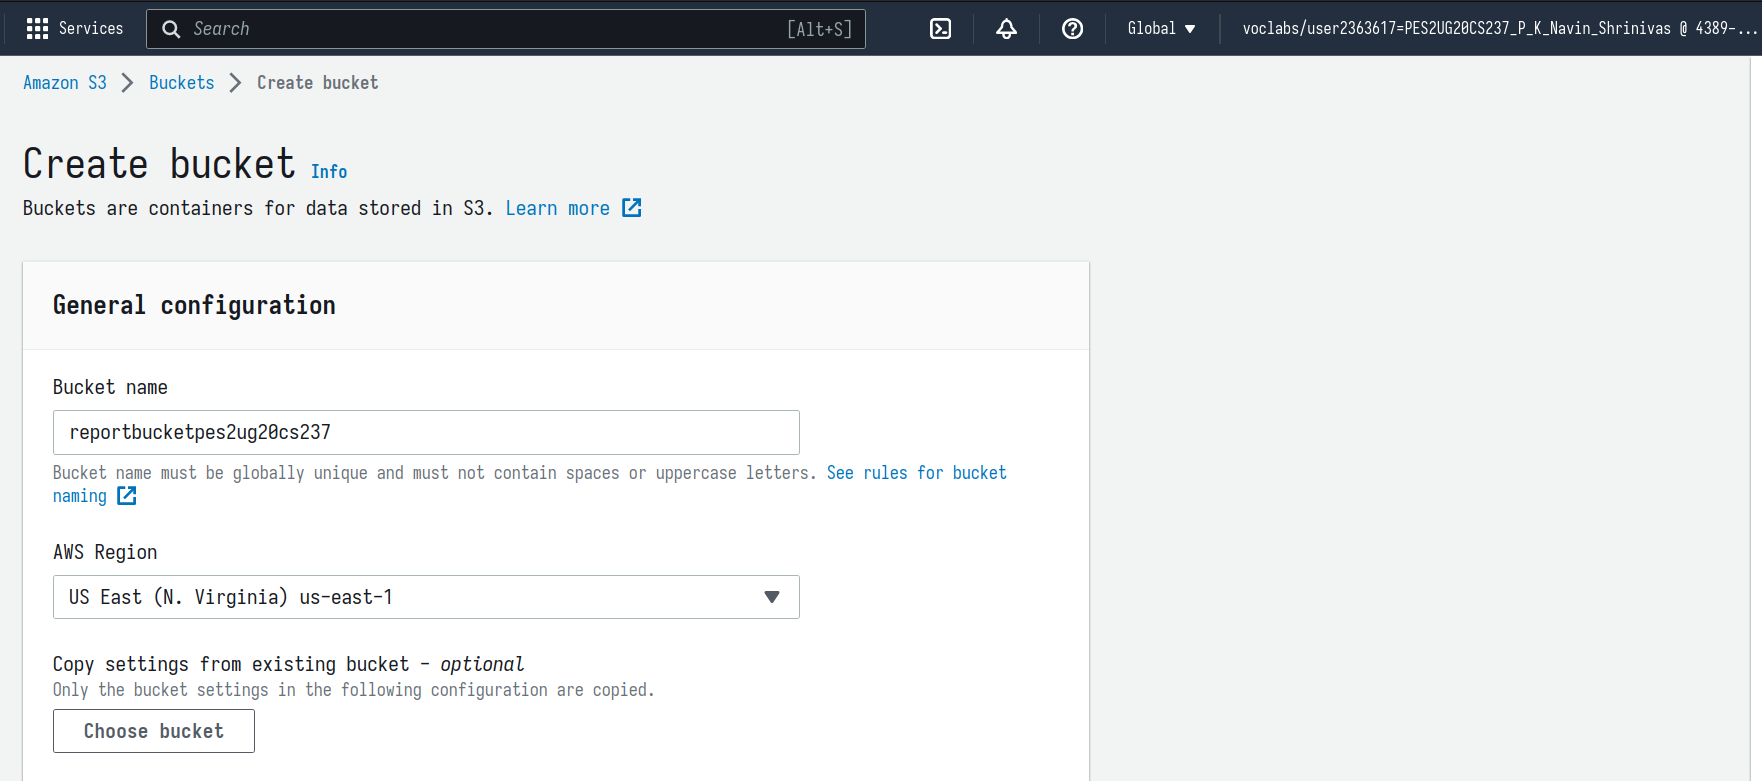 Services
Search [Alt+S]
Global
voclabs/user2363617=PES2UG20CS237_P_K_Navin_Shrinivas @ 4389-...
Amazon S3 > Buckets > Create bucket
Create bucket Info
Buckets are containers for data stored in S3. Learn more
General configuration
Bucket name
reportbucketpes2ug20cs237
Bucket name must be globally unique and must not contain spaces or uppercase letters. See rules for bucket
naming
AWS Region
US East (N. Virginia) us-east-1
Copy settings from existing bucket - optional
Only the bucket settings in the following configuration are copied.
Choose bucket